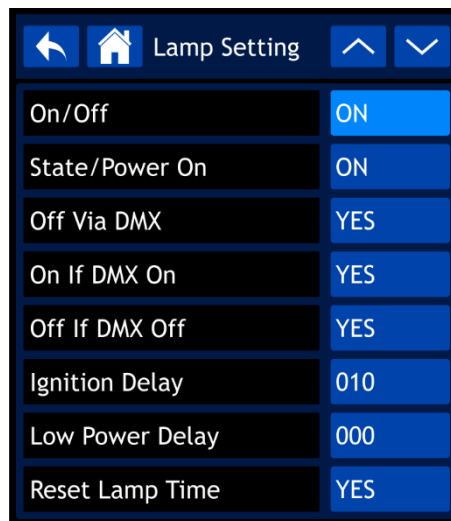 Lamp Setting
On/Off ON
State/Power On ON
Off Via DMX YES
On If DMX On YES
Off If DMX Off YES
Ignition Delay 010
Low Power Delay 000
Reset Lamp Time YES